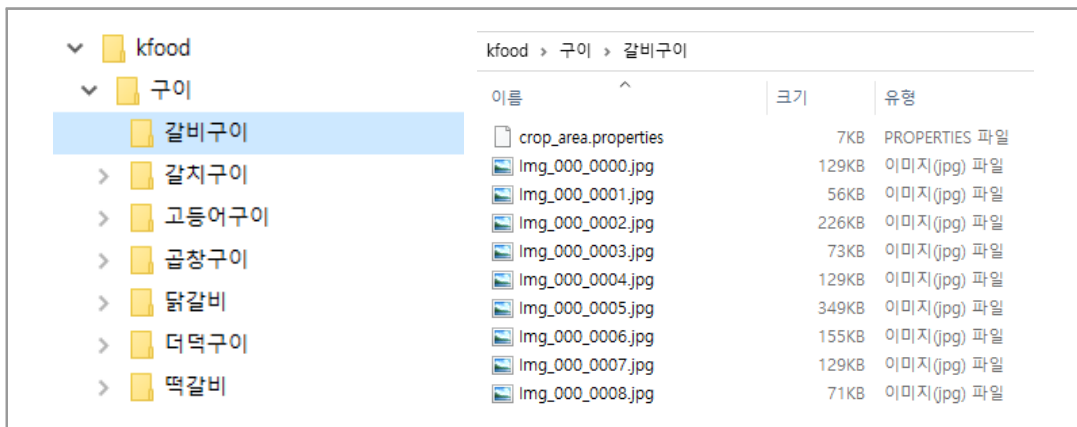 kfood
구이
갈비구이
갈치구이
고등어구이
곱창구이
닭갈비
더덕구이
떡갈비
kfood › 구이 › 갈비구이
이름 크기 유형
crop_area.properties 7KB PROPERTIES 파일
Img_000_0000.jpg 129KB 이미지(jpg) 파일
Img_000_0001.jpg 56KB 이미지(jpg) 파일
Img_000_0002.jpg 226KB 이미지(jpg) 파일
Img_000_0003.jpg 73KB 이미지(jpg) 파일
Img_000_0004.jpg 129KB 이미지(jpg) 파일
Img_000_0005.jpg 349KB 이미지(jpg) 파일
Img_000_0006.jpg 155KB 이미지(jpg) 파일
Img_000_0007.jpg 129KB 이미지(jpg) 파일
Img_000_0008.jpg 71KB 이미지(jpg) 파일